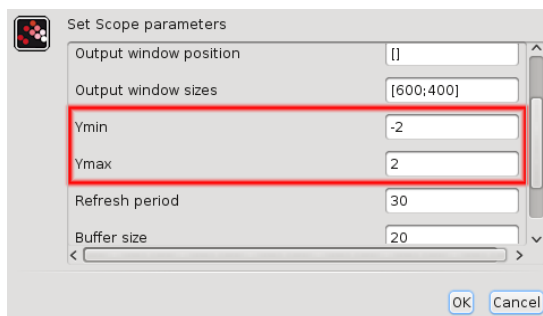 Set Scope parameters
Output window position []
Output window sizes [600;400]
Ymin -2
Ymax 2
Refresh period 30
Buffer size 20
OK Cancel